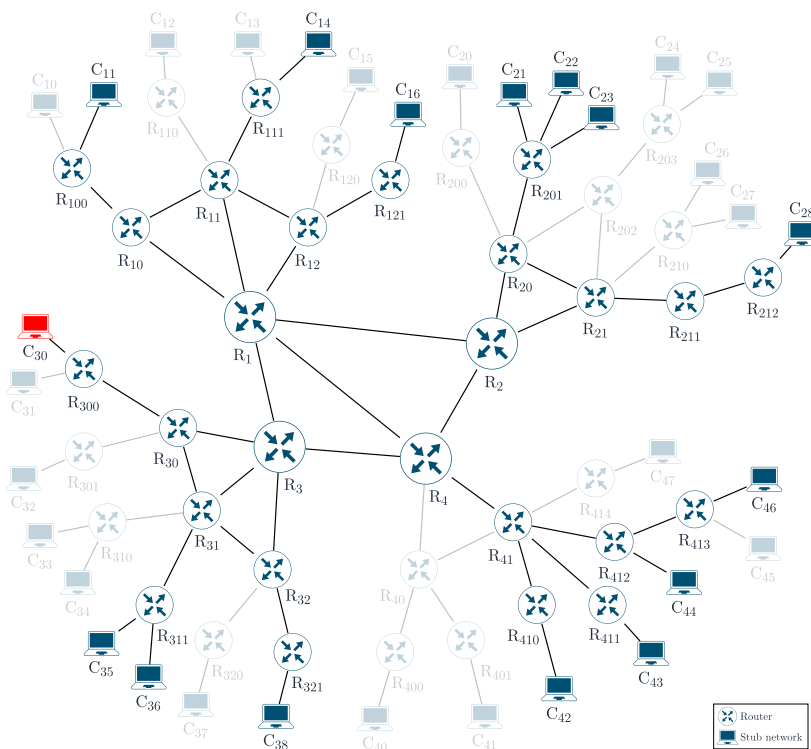 C12
C13
C14
C15
C20
C24
C25
C10
C11
C21
C22
C23
C16
R110
R111
R203
R120
R200
R201
C26
C27
C28
R100
R11
R121
R202
R210
R10
R12
R20
R21
R211
R212
R1
R2
C30
C31
R300
R30
R301
R3
R4
C32
C33
C34
R310
R31
C47
R414
C46
R413
C45
R41
R412
C44
R40
R32
R311
C35
C36
R320
R321
C37
C38
R400
R401
C40
C41
R410
R411
C42
C43
Router
Stub network